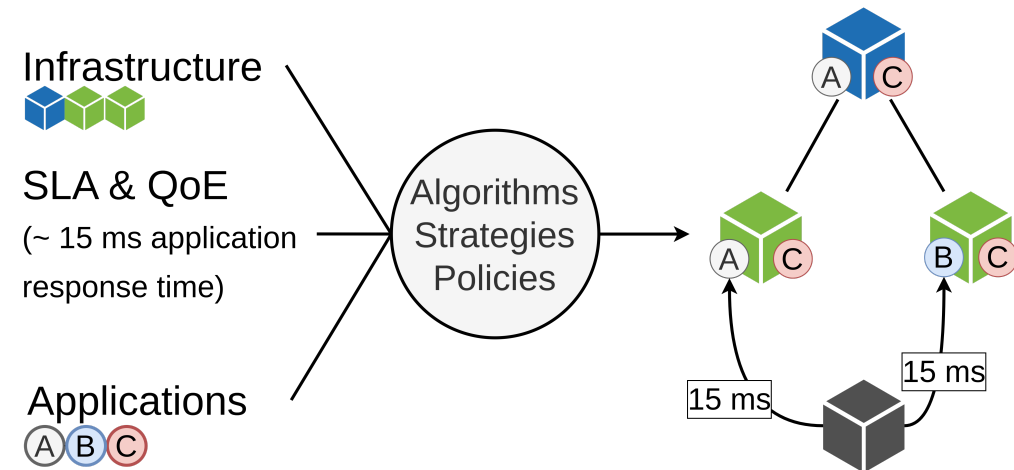 Infrastructure
SLA & QoE
(~ 15 ms application
response time)
Applications
A B C
Algorithms
Strategies
Policies
A C
A C
B C
15 ms
15 ms